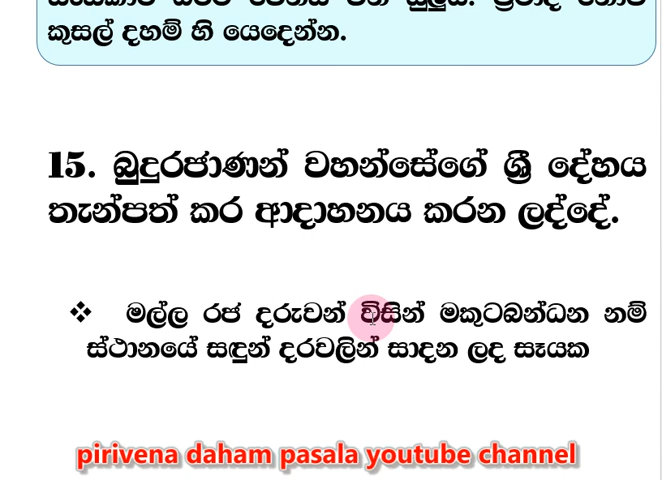 කුසල් දහම් හි යෙදෙන්න.
15. බුදුරජාණන් වහන්සේගේ ශ්‍රී දේහය
තැන්පත් කර ආදාහනය කරන ලද්දේ.
❖ මල්ල රජ දරුවන් විසින් මකුටබන්ධන නම්
ස්ථානයේ සඳුන් දරවලින් සාදන ලද සෑයක
pirivena daham pasala youtube channel